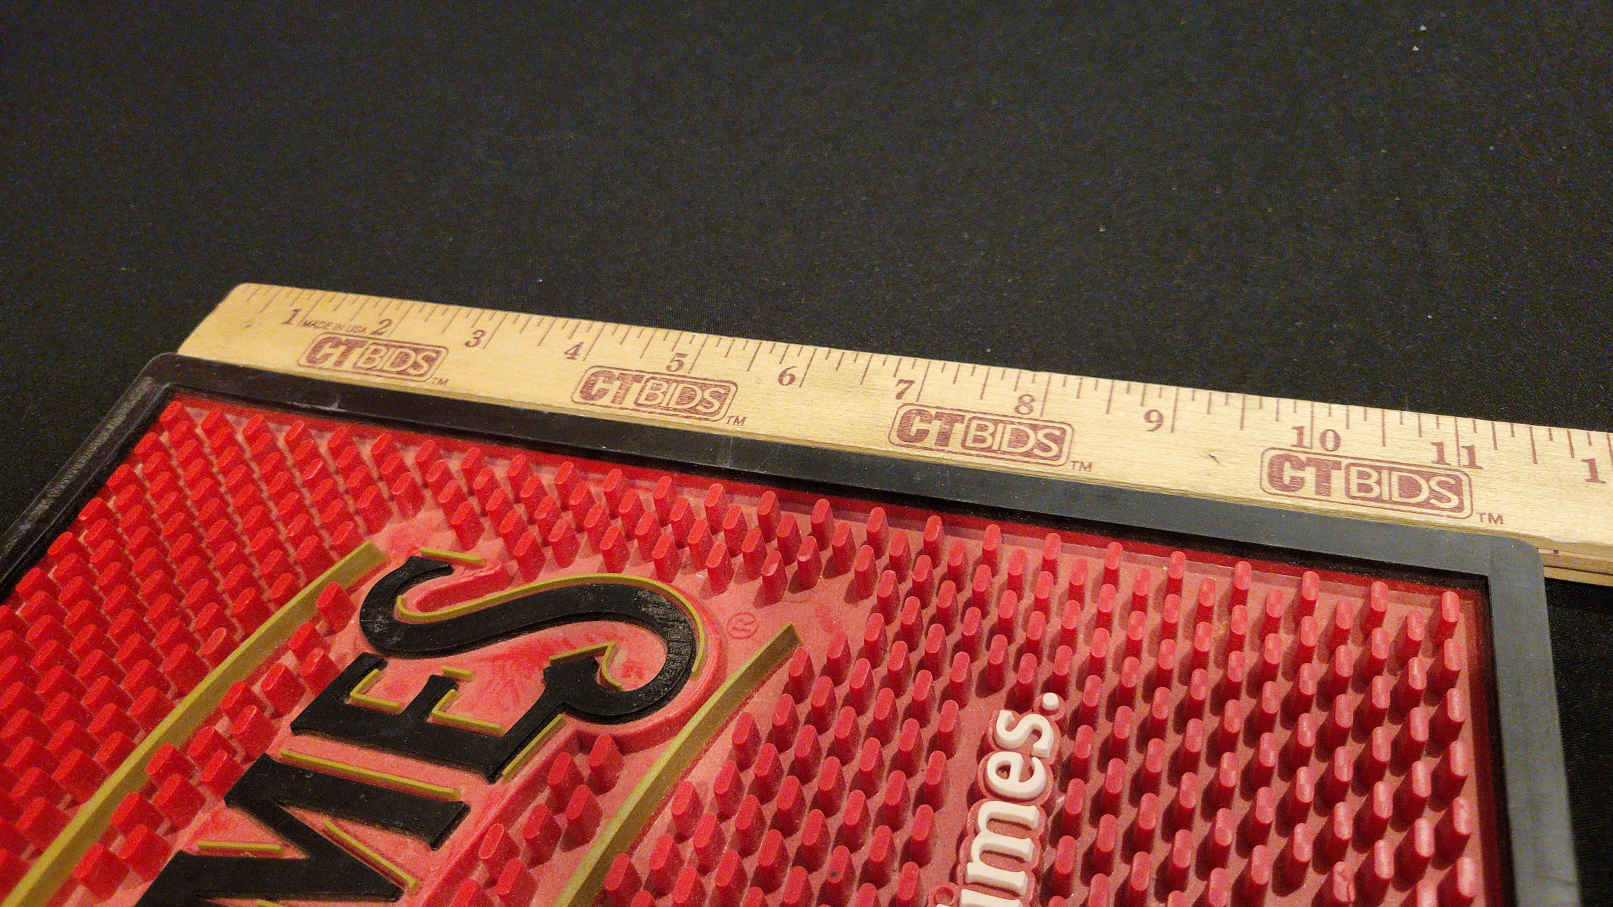 1 2 3 4 5 6 7 8 9 10 11 1
MADE IN USA
CTBIDS™ CTBIDS™ CTBIDS™ CTBIDS™
MES®
imes.